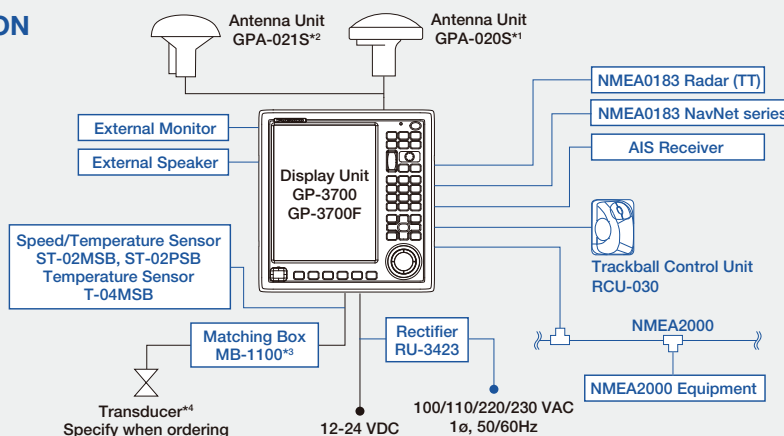 ON
Antenna Unit
GPA-021S*2
Antenna Unit
GPA-020S*1
NMEA0183 Radar (TT)
NMEA0183 NavNet series
AIS Receiver
External Monitor
External Speaker
Display Unit
GP-3700
GP-3700F
Speed/Temperature Sensor
ST-02MSB, ST-02PSB
Temperature Sensor
T-04MSB
Trackball Control Unit
RCU-030
NMEA2000
NMEA2000 Equipment
Matching Box
MB-1100*3
Rectifier
RU-3423
Transducer*4
Specify when ordering
12-24 VDC
100/110/220/230 VAC
1ø, 50/60Hz